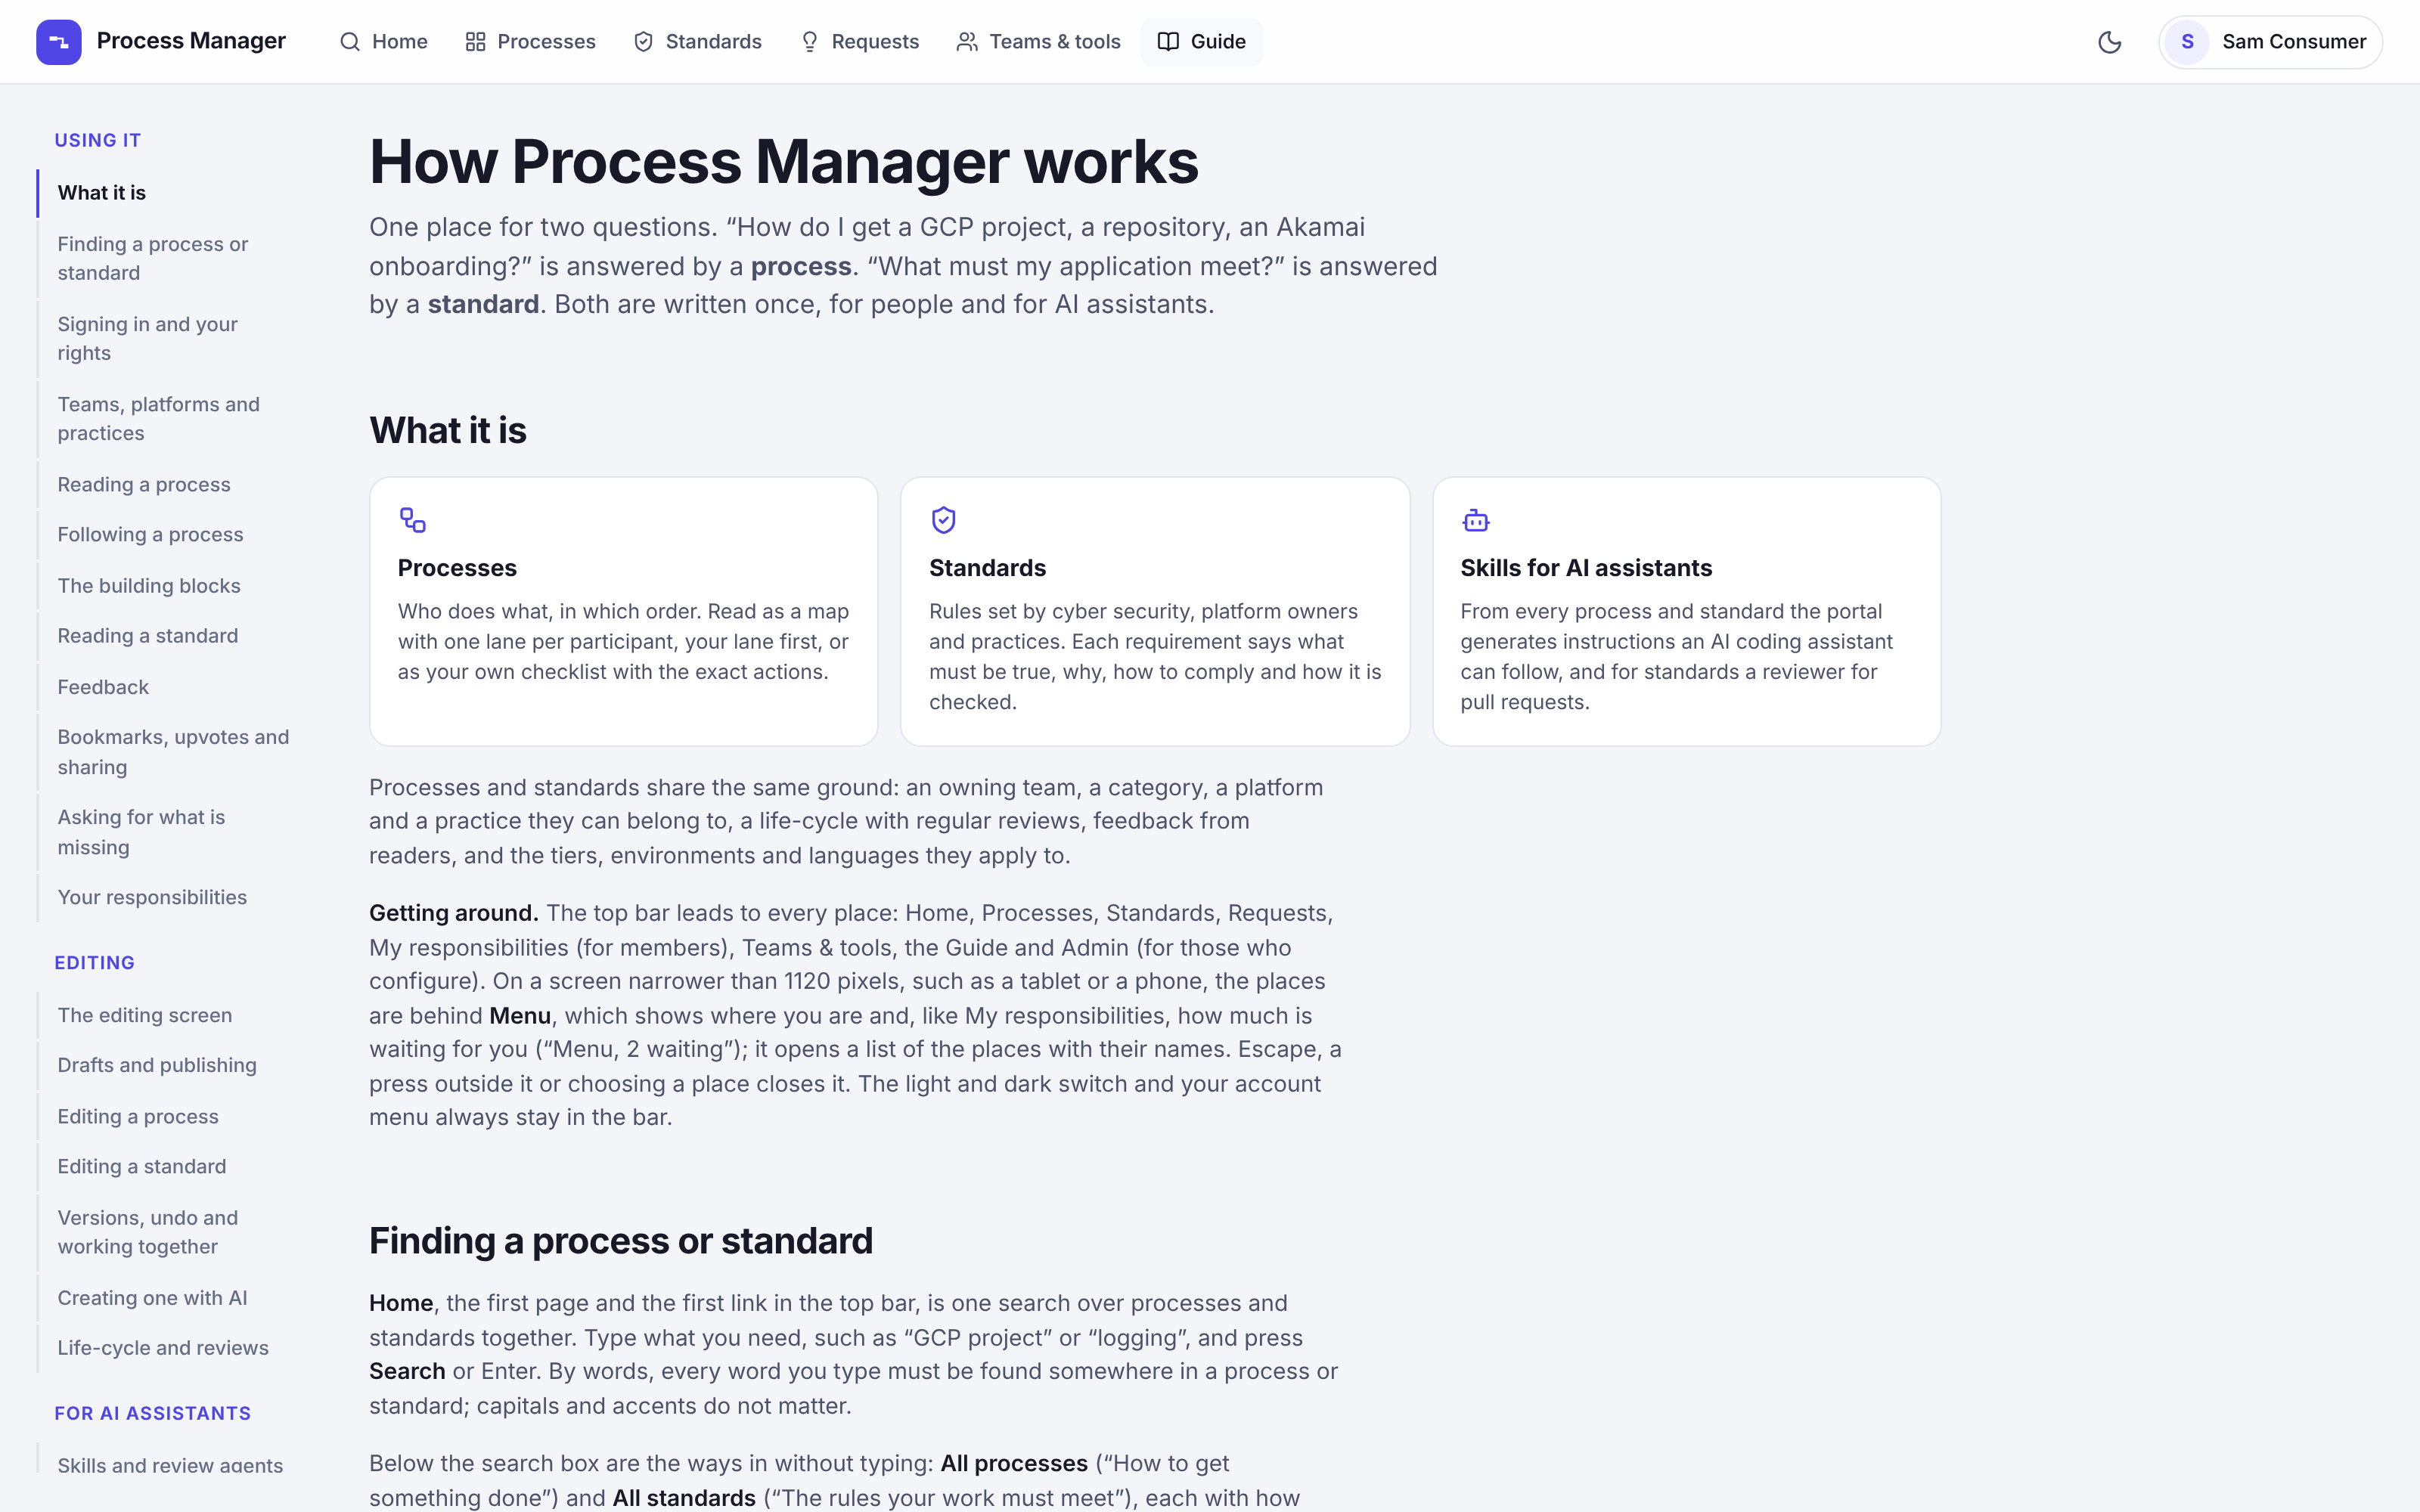 Process Manager
Home
Processes
Standards
Requests
Teams & tools
Guide
S
Sam Consumer
USING IT
What it is
Finding a process or
standard
Signing in and your
rights
Teams, platforms and
practices
Reading a process
Following a process
The building blocks
Reading a standard
Feedback
Bookmarks, upvotes and
sharing
Asking for what is
missing
Your responsibilities
EDITING
The editing screen
Drafts and publishing
Editing a process
Editing a standard
Versions, undo and
working together
Creating one with AI
Life-cycle and reviews
FOR AI ASSISTANTS
Skills and review agents
How Process Manager works
One place for two questions. “How do I get a GCP project, a repository, an Akamai
onboarding?” is answered by a process. “What must my application meet?” is answered
by a standard. Both are written once, for people and for AI assistants.
What it is
Processes
Who does what, in which order. Read as a map
with one lane per participant, your lane first, or
as your own checklist with the exact actions.
Standards
Rules set by cyber security, platform owners
and practices. Each requirement says what
must be true, why, how to comply and how it is
checked.
Skills for AI assistants
From every process and standard the portal
generates instructions an AI coding assistant
can follow, and for standards a reviewer for
pull requests.
Processes and standards share the same ground: an owning team, a category, a platform
and a practice they can belong to, a life-cycle with regular reviews, feedback from
readers, and the tiers, environments and languages they apply to.
Getting around. The top bar leads to every place: Home, Processes, Standards, Requests,
My responsibilities (for members), Teams & tools, the Guide and Admin (for those who
configure). On a screen narrower than 1120 pixels, such as a tablet or a phone, the places
are behind Menu, which shows where you are and, like My responsibilities, how much is
waiting for you (“Menu, 2 waiting”); it opens a list of the places with their names. Escape, a
press outside it or choosing a place closes it. The light and dark switch and your account
menu always stay in the bar.
Finding a process or standard
Home, the first page and the first link in the top bar, is one search over processes and
standards together. Type what you need, such as “GCP project” or “logging”, and press
Search or Enter. By words, every word you type must be found somewhere in a process or
standard; capitals and accents do not matter.
Below the search box are the ways in without typing: All processes (“How to get
something done”) and All standards (“The rules your work must meet”), each with how